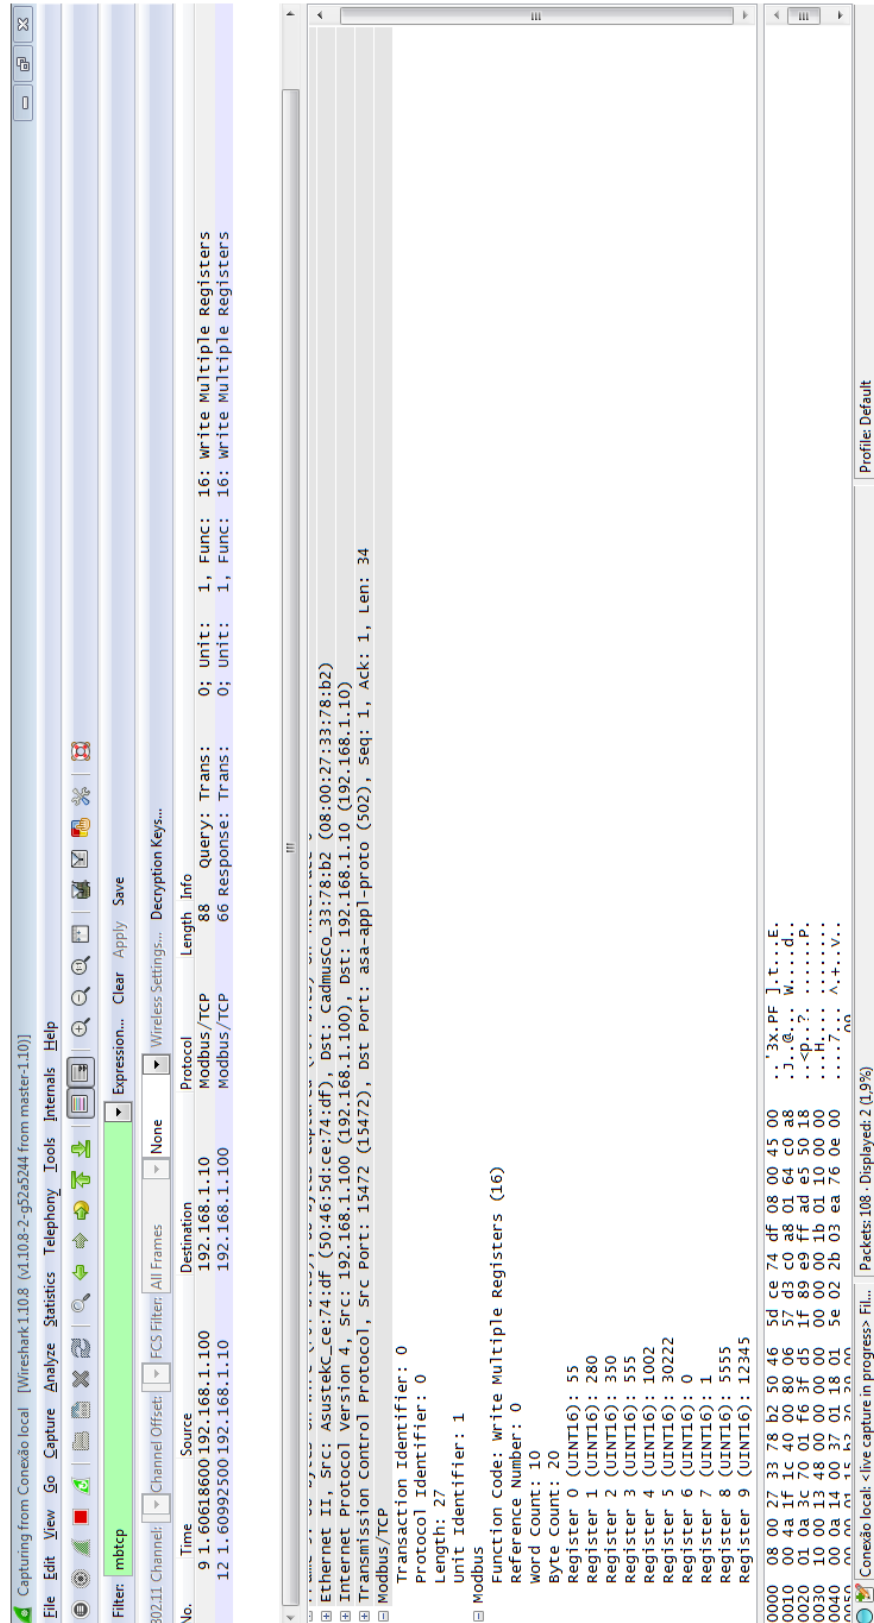 Capturing from Conexão local   [Wireshark 1.10.8  (v1.10.8-2-g52a5244 from master-1.10)]
File  Edit  View  Go  Capture  Analyze  Statistics  Telephony  Tools  Internals  Help
Filter:  mbtcp  Expression...  Clear  Apply  Save
802.11 Channel:  Channel Offset:  FCS Filter:  All Frames  None  Wireless Settings...  Decryption Keys...
No.  Time  Source  Destination  Protocol  Length  Info
9 1.60618600 192.168.1.100  192.168.1.10  Modbus/TCP  88  Query: Trans:  0; Unit:  1, Func:  16: Write Multiple Registers
12 1.60992500 192.168.1.10  192.168.1.100  Modbus/TCP  66 Response: Trans:  0; Unit:  1, Func:  16: Write Multiple Registers
Ethernet II, Src: AsustekC_ce:74:df (50:46:5d:ce:74:df), Dst: CadmusCo_33:78:b2 (08:00:27:33:78:b2)
Internet Protocol Version 4, Src: 192.168.1.100 (192.168.1.100), Dst: 192.168.1.10 (192.168.1.10)
Transmission Control Protocol, Src Port: 15472 (15472), Dst Port: asa-appl-proto (502), Seq: 1, Ack: 1, Len: 34
Modbus/TCP
Transaction Identifier: 0
Protocol Identifier: 0
Length: 27
Unit Identifier: 1
Modbus
Function Code: Write Multiple Registers (16)
Reference Number: 0
Word Count: 10
Byte Count: 20
Register 0 (UINT16): 55
Register 1 (UINT16): 280
Register 2 (UINT16): 350
Register 3 (UINT16): 555
Register 4 (UINT16): 1002
Register 5 (UINT16): 30222
Register 6 (UINT16): 0
Register 7 (UINT16): 1
Register 8 (UINT16): 5555
Register 9 (UINT16): 12345
0000  08 00 27 33 78 b2 50 46  5d ce 74 df 08 00 45 00  ..'3x.PF ].t...E.
0010  00 4a 1f 1c 40 00 80 06  57 d3 c0 a8 01 64 c0 a8  .J..@... W....d..
0020  01 0a 3c 70 01 f6 3f d5  1f 89 e9 ff ad e5 50 18  ..<p..?. ......P.
0030  10 00 13 48 00 00 00 00  00 00 00 1b 01 10 00 00  ...H.... ........
0040  00 0a 14 00 37 01 18 01  5e 02 2b 03 ea 76 0e 00  ....7... ^.+..v..
Conexão local: <live capture in progress> Fil...  Packets: 108 · Displayed: 2 (1,9%)  Profile: Default